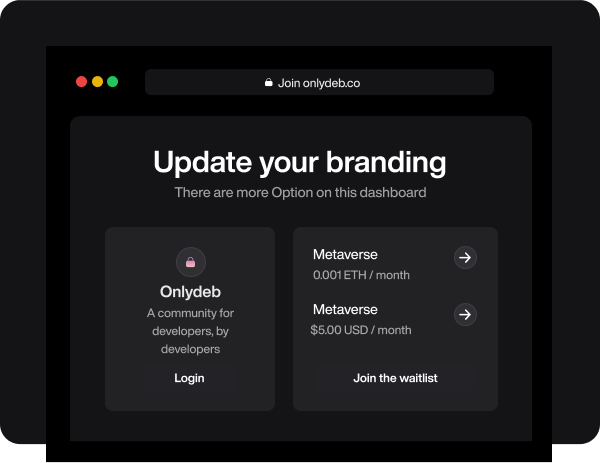 Join onlydeb.co
Update your branding
There are more Option on this dashboard
Onlydeb
A community for
developers, by
developers
Login
Metaverse
0.001 ETH / month
Metaverse
$5.00 USD / month
Join the waitlist